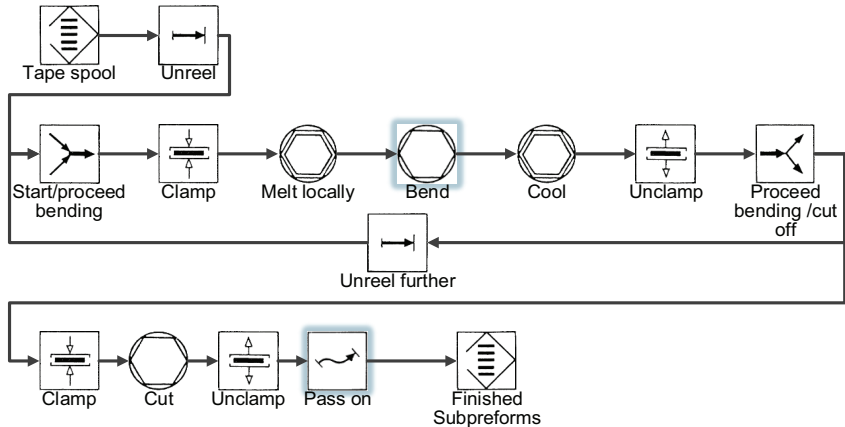 Tape spool
Unreel
Start/proceed
bending
Clamp
Melt locally
Bend
Cool
Unclamp
Proceed
bending /cut
off
Unreel further
Clamp
Cut
Unclamp
Pass on
Finished
Subpreforms